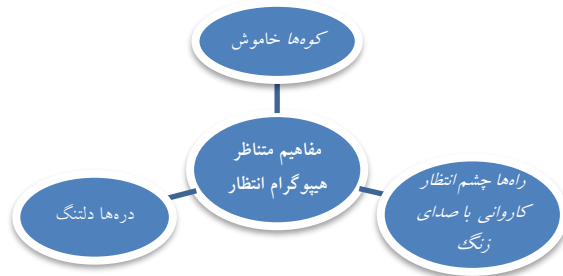 کوه‌ها خاموش
مفاهیم متناظر
هیپوگرام انتظار
راه‌ها چشم انتظار
کاروانی با صدای
زنگ
دره‌ها دلتنگ